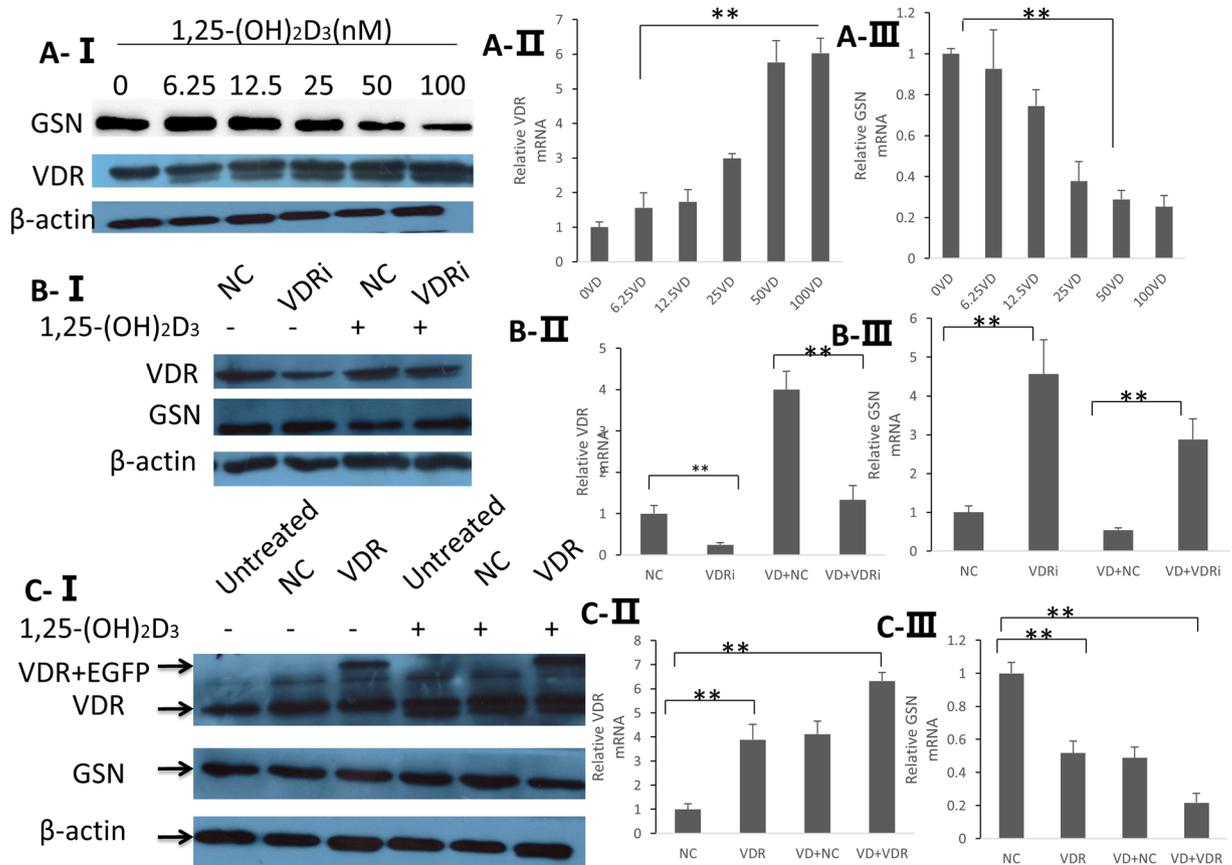 A- I
1,25-(OH)2D3(nM)
0 6.25 12.5 25 50 100
GSN
VDR
β-actin
A-II
**
Relative VDR
mRNA
7
6
5
4
3
2
1
0
0VD 6.25VD 12.5VD 25VD 50VD 100VD
A-III
**
Relative GSN
mRNA
1.2
1
0.8
0.6
0.4
0.2
0
0VD 6.25VD 12.5VD 25VD 50VD 100VD
B- I
NC VDRi NC VDRi
1,25-(OH)2D3 - - + +
VDR
GSN
β-actin
B-II
** **
Relative VDR
mRNA
5
4
3
2
1
0
NC VDRi VD+NC VD+VDRi
B-III
** **
Relative GSN
mRNA
6
5
4
3
2
1
0
NC VDRi VD+NC VD+VDRi
C- I
Untreated NC VDR Untreated NC VDR
1,25-(OH)2D3 - - - + + +
VDR+EGFP
VDR
GSN
β-actin
C-II
**
**
Relative VDR
mRNA
8
7
6
5
4
3
2
1
0
NC VDR VD+NC VD+VDR
C-III
**
**
Relative GSN
mRNA
1.2
1
0.8
0.6
0.4
0.2
0
NC VDR VD+NC VD+VDR